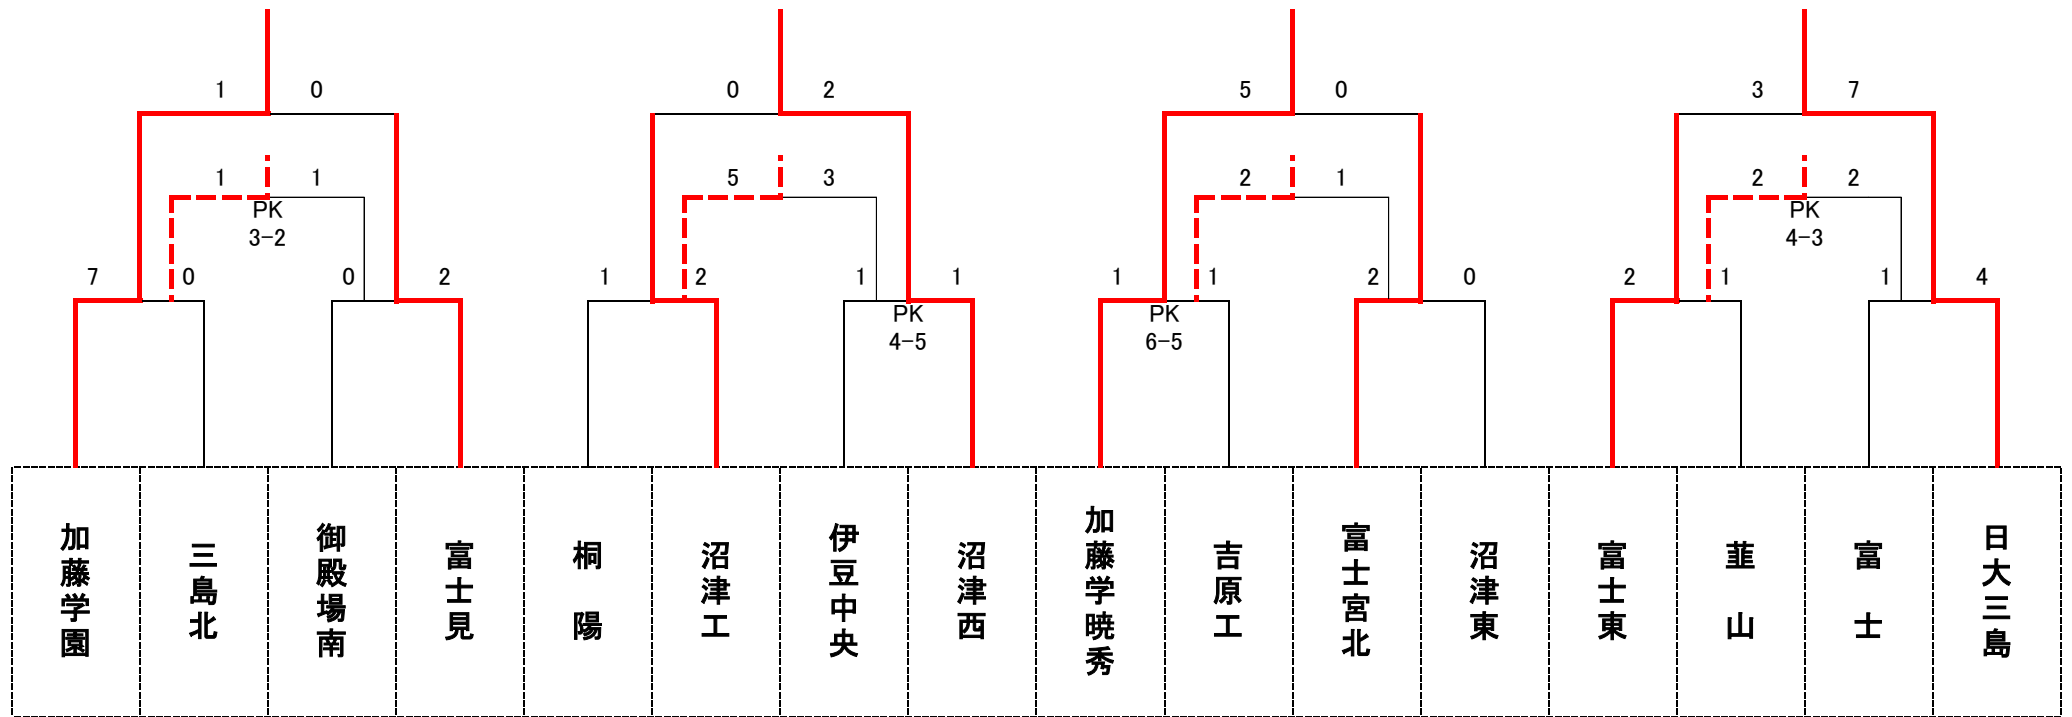 1 0 0 2 5 0 3 7
1 1 5 3 2 1 2 2
PK PK
3-2 4-3
7 0 0 2 1 2 1 1 1 1 2 0 2 1 1 4
PK PK
4-5 6-5
加藤学園
三島北
御殿場南
富士見
桐陽
沼津工
伊豆中央
沼津西
加藤学暁秀
吉原工
富士宮北
沼津東
富士東
韮山
富士
日大三島